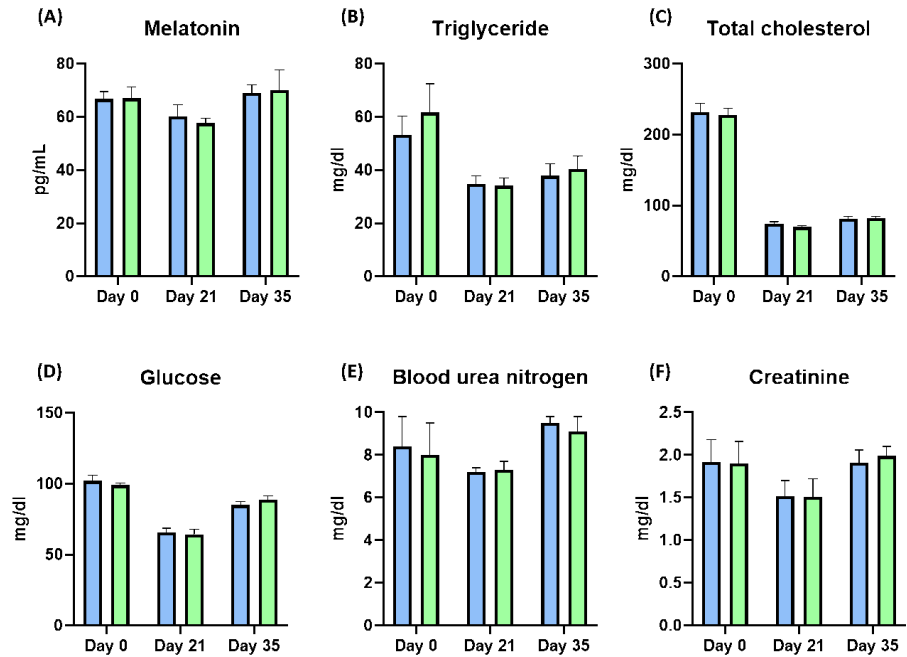 (A)
Melatonin
pg/mL
80
60
40
20
0
Day 0 Day 21 Day 35
(B)
Triglyceride
mg/dl
80
60
40
20
0
Day 0 Day 21 Day 35
(C)
Total cholesterol
mg/dl
300
200
100
0
Day 0 Day 21 Day 35
(D)
Glucose
mg/dl
150
100
50
0
Day 0 Day 21 Day 35
(E)
Blood urea nitrogen
mg/dl
10
8
6
4
2
0
Day 0 Day 21 Day 35
(F)
Creatinine
mg/dl
2.5
2.0
1.5
1.0
0.5
0.0
Day 0 Day 21 Day 35